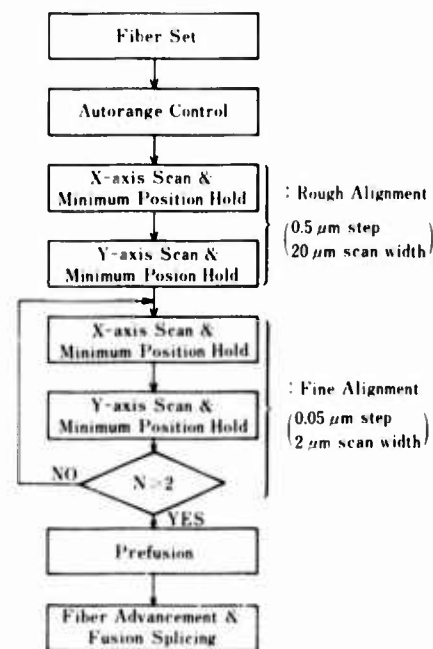 Fiber Set
Autorange Control
X-axis Scan &
Minimum Position Hold
: Rough Alignment
0.5 μm step
20 μm scan width
Y-axis Scan &
Minimum Posion Hold
X-axis Scan &
Minimum Position Hold
: Fine Alignment
0.05 μm step
2 μm scan width
Y-axis Scan &
Minimum Position Hold
NO
N>2
YES
Prefusion
Fiber Advancement &
Fusion Splicing